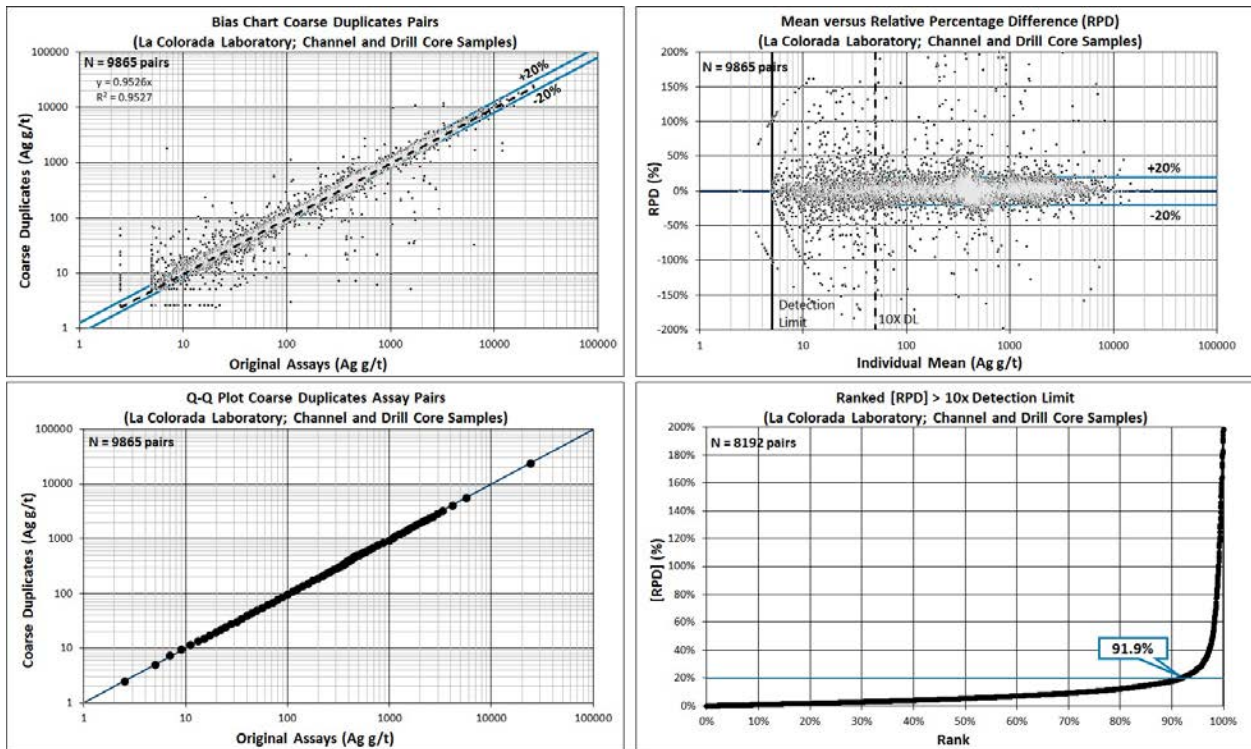 Bias Chart Coarse Duplicates Pairs
(La Colorada Laboratory; Channel and Drill Core Samples)
N = 9865 pairs
y = 0.9526x
R² = 0.9527
+20%
-20%
100000
10000
1000
100
10
1
Coarse Duplicates (Ag g/t)
1 10 100 1000 10000 100000
Original Assays (Ag g/t)
Mean versus Relative Percentage Difference (RPD)
(La Colorada Laboratory; Channel and Drill Core Samples)
N = 9865 pairs
200%
150%
100%
50%
0%
-50%
-100%
-150%
-200%
RPD (%)
+20%
-20%
Detection
Limit
10X DL
1 10 100 1000 10000 100000
Individual Mean (Ag g/t)
Q-Q Plot Coarse Duplicates Assay Pairs
(La Colorada Laboratory; Channel and Drill Core Samples)
N = 9865 pairs
100000
10000
1000
100
10
1
Coarse Duplicates (Ag g/t)
1 10 100 1000 10000 100000
Original Assays (Ag g/t)
Ranked [RPD] > 10x Detection Limit
(La Colorada Laboratory; Channel and Drill Core Samples)
N = 8192 pairs
200%
180%
160%
140%
120%
100%
80%
60%
40%
20%
0%
[RPD] (%)
91.9%
0% 10% 20% 30% 40% 50% 60% 70% 80% 90% 100%
Rank